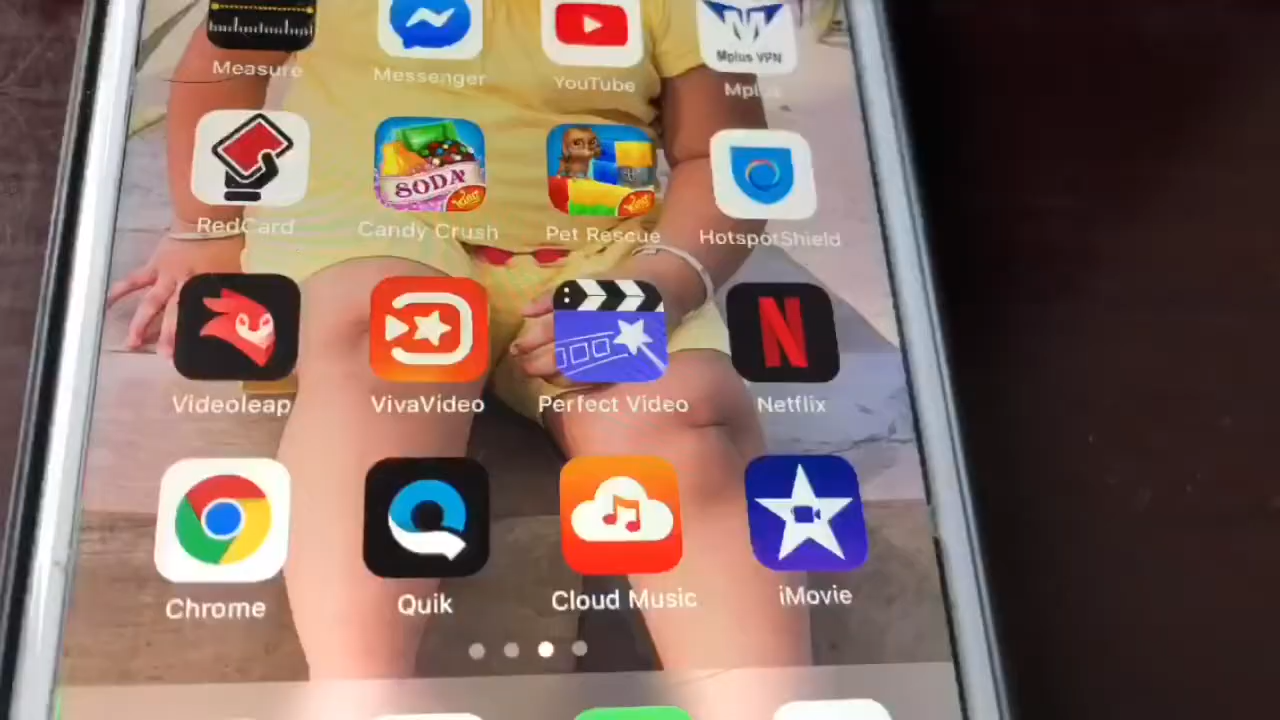 Measure
Messenger
YouTube
Mplus VPN
RedCard
SODA
Candy Crush
Pet Rescue
HotspotShield
Videoleap
VivaVideo
Perfect Video
N
Netflix
Chrome
Quik
Cloud Music
iMovie